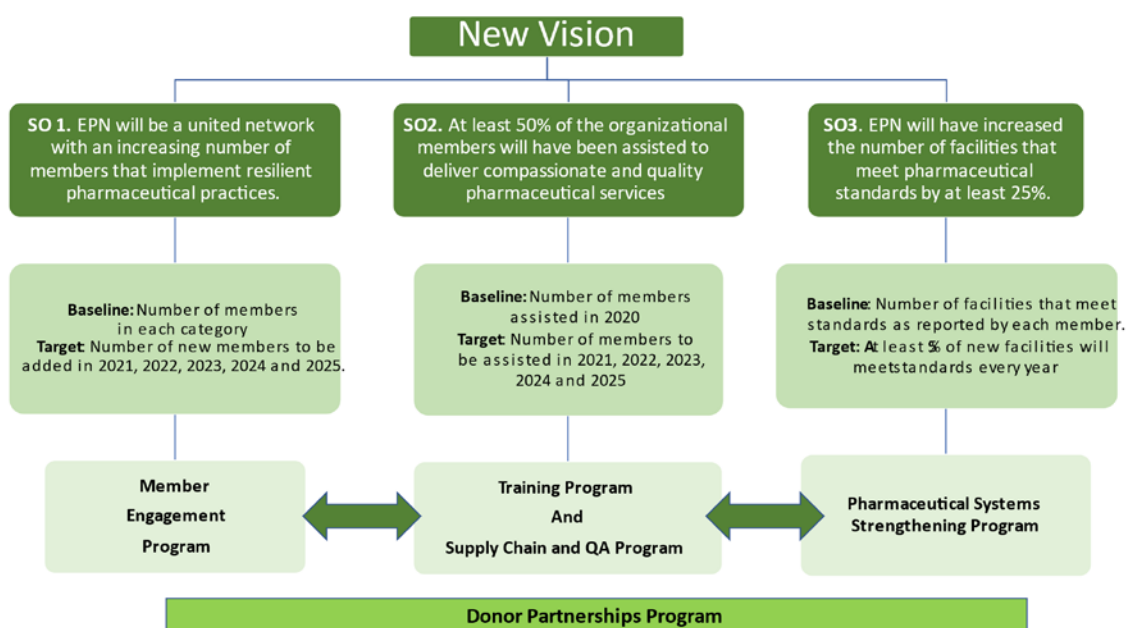 New Vision
SO 1. EPN will be a united network
with an increasing number of
members that implement resilient
pharmaceutical practices.
SO2. At least 50% of the organizational
members will have been assisted to
deliver compassionate and quality
pharmaceutical services
SO3. EPN will have increased
the number of facilities that
meet pharmaceutical
standards by at least 25%.
Baseline: Number of members
in each category
Target: Number of new members to be
added in 2021, 2022, 2023, 2024 and 2025.
Baseline: Number of members
assisted in 2020
Target: Number of members to
be assisted in 2021, 2022, 2023,
2024 and 2025
Baseline: Number of facilities that meet
standards as reported by each member.
Target: At least 5% of new facilities will
meetstandards every year
Member
Engagement
Program
Training Program
And
Supply Chain and QA Program
Pharmaceutical Systems
Strengthening Program
Donor Partnerships Program